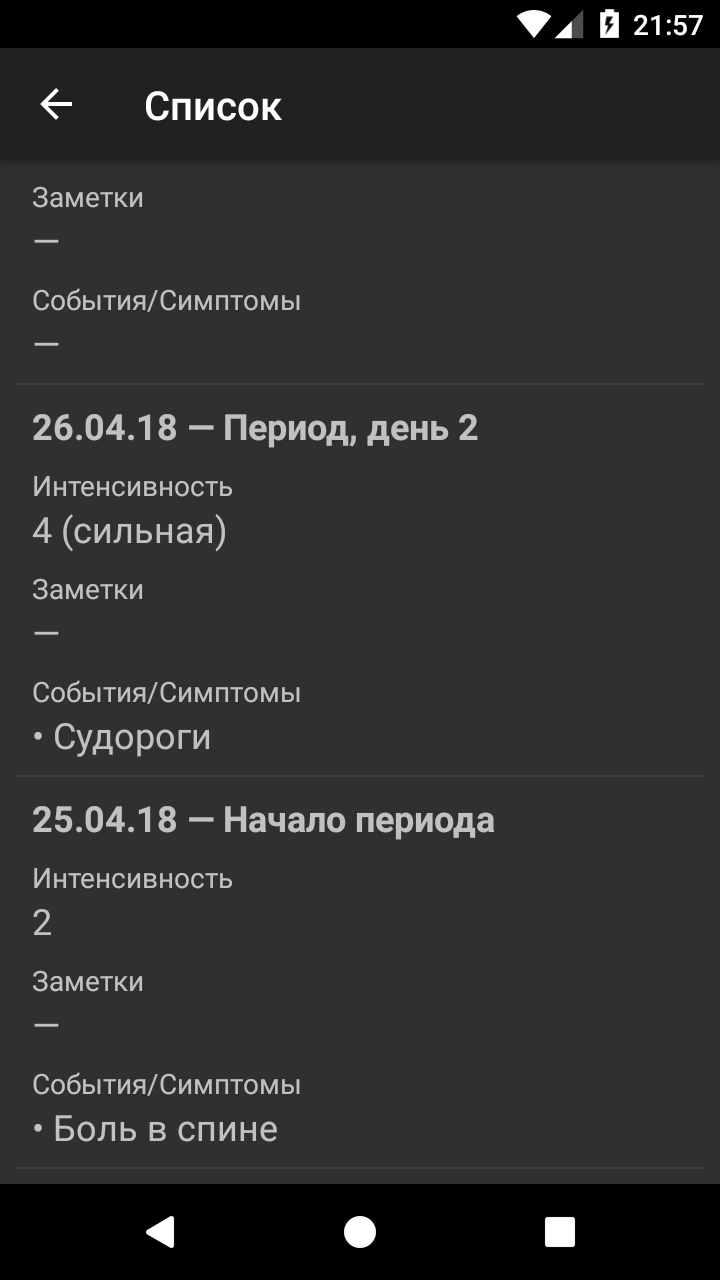 21:57
Список
Заметки
—
События/Симптомы
—
26.04.18 — Период, день 2
Интенсивность
4 (сильная)
Заметки
—
События/Симптомы
• Судороги
25.04.18 — Начало периода
Интенсивность
2
Заметки
—
События/Симптомы
• Боль в спине